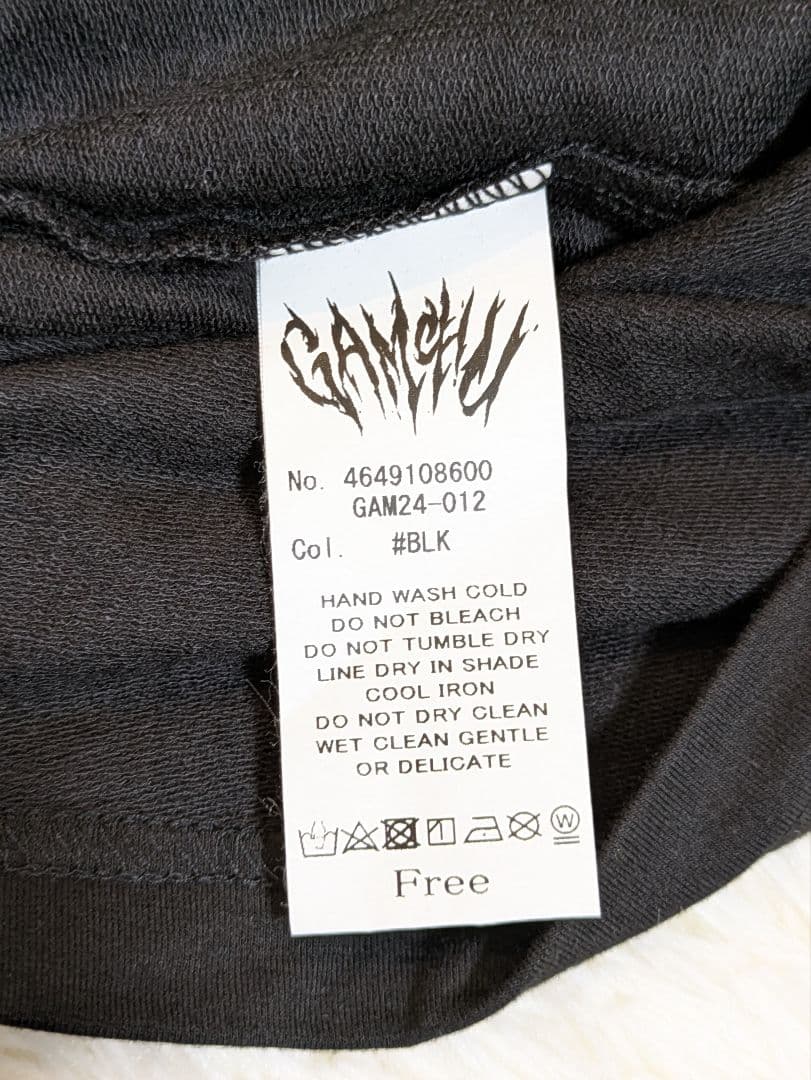 GAMCHU
No. 4649108600
GAM24-012
Col. #BLK
HAND WASH COLD
DO NOT BLEACH
DO NOT TUMBLE DRY
LINE DRY IN SHADE
COOL IRON
DO NOT DRY CLEAN
WET CLEAN GENTLE
OR DELICATE
W
Free